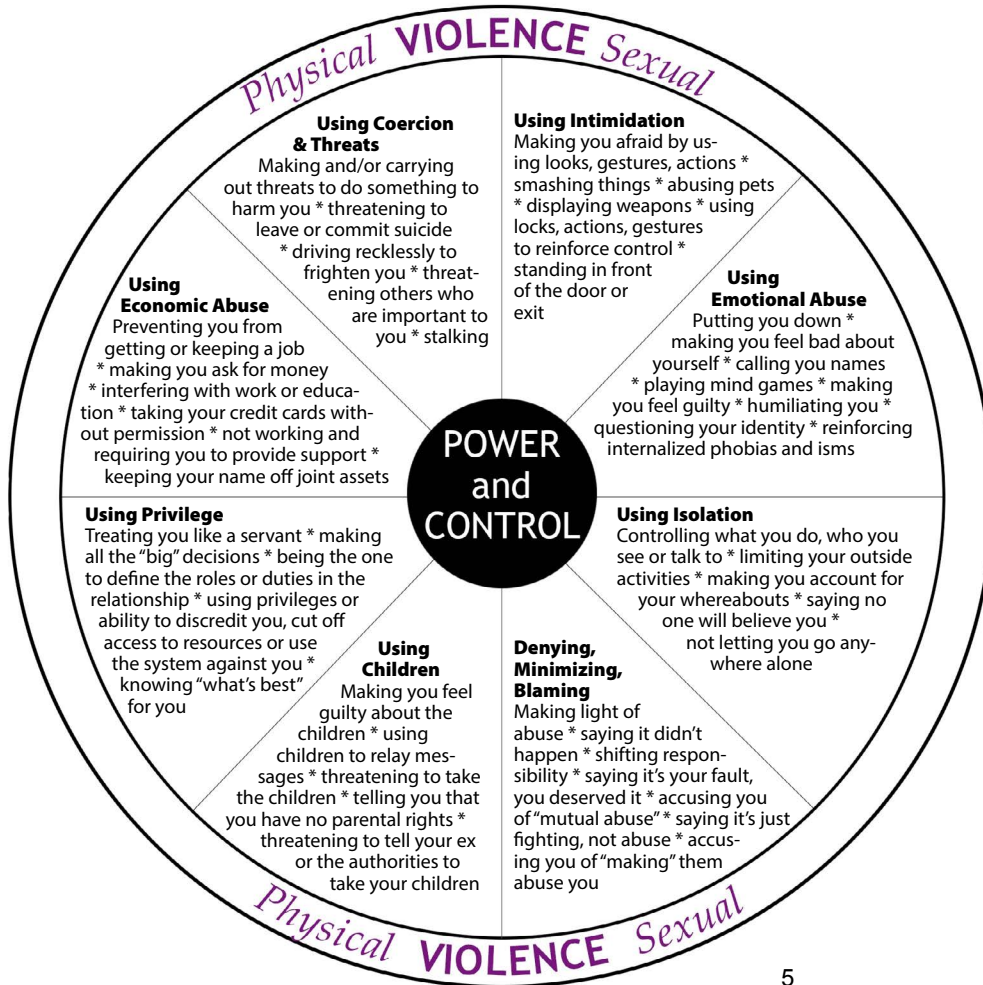 Physical VIOLENCE Sexual
Using Coercion
& Threats
Making and/or carrying
out threats to do something to
harm you * threatening to
leave or commit suicide
* driving recklessly to
frighten you * threat-
ening others who
are important to
you * stalking
Using Intimidation
Making you afraid by us-
ing looks, gestures, actions *
smashing things * abusing pets
* displaying weapons * using
locks, actions, gestures
to reinforce control *
standing in front
of the door or
exit
Using
Economic Abuse
Preventing you from
getting or keeping a job
* making you ask for money
* interfering with work or educa-
tion * taking your credit cards with-
out permission * not working and
requiring you to provide support *
keeping your name off joint assets
Using
Emotional Abuse
Putting you down *
making you feel bad about
yourself * calling you names
* playing mind games * making
you feel guilty * humiliating you *
questioning your identity * reinforcing
internalized phobias and isms
POWER
and
CONTROL
Using Privilege
Treating you like a servant * making
all the “big” decisions * being the one
to define the roles or duties in the
relationship * using privileges or
ability to discredit you, cut off
access to resources or use
the system against you *
knowing “what’s best”
for you
Using Isolation
Controlling what you do, who you
see or talk to * limiting your outside
activities * making you account for
your whereabouts * saying no
one will believe you *
not letting you go any-
where alone
Using
Children
Making you feel
guilty about the
children * using
children to relay mes-
sages * threatening to take
the children * telling you that
you have no parental rights *
threatening to tell your ex
or the authorities to
take your children
Denying,
Minimizing,
Blaming
Making light of
abuse * saying it didn’t
happen * shifting respon-
sibility * saying it’s your fault,
you deserved it * accusing you
of “mutual abuse” * saying it’s just
fighting, not abuse * accus-
ing you of “making” them
abuse you
Physical VIOLENCE Sexual
5